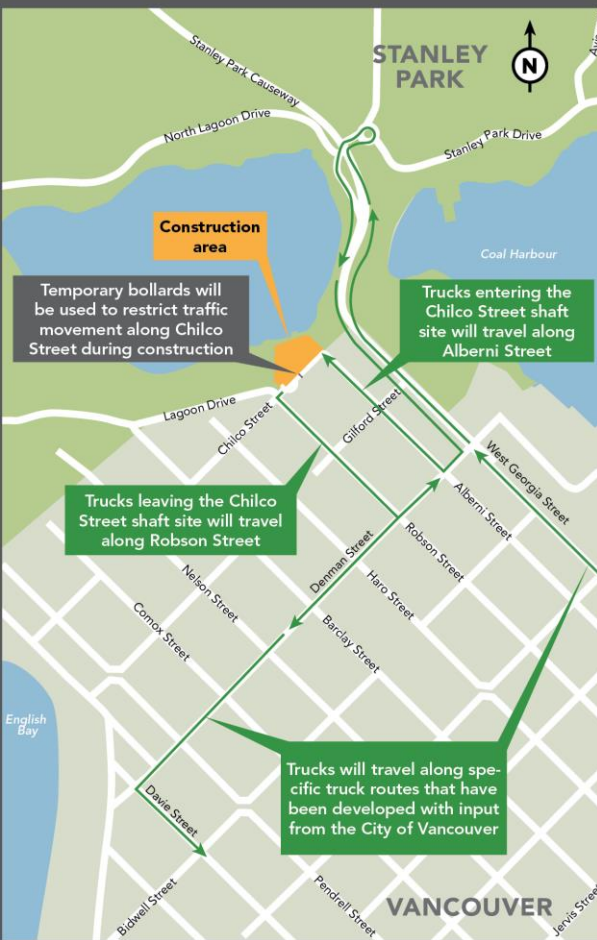 STANLEY
PARK
N
Stanley Park Causeway
North Lagoon Drive
Stanley Park Drive
Construction
area
Coal Harbour
Temporary bollards will
be used to restrict traffic
movement along Chilco
Street during construction
Trucks entering the
Chilco Street shaft
site will travel along
Alberni Street
Lagoon Drive
Chilco Street
Gilford Street
West Georgia Street
Alberni Street
Trucks leaving the Chilco
Street shaft site will travel
along Robson Street
Robson Street
Denman Street
Haro Street
Nelson Street
Barclay Street
Comox Street
English
Bay
Trucks will travel along spe-
cific truck routes that have
been developed with input
from the City of Vancouver
Davie Street
Bidwell Street
Pendrell Street
VANCOUVER
Jervis Street